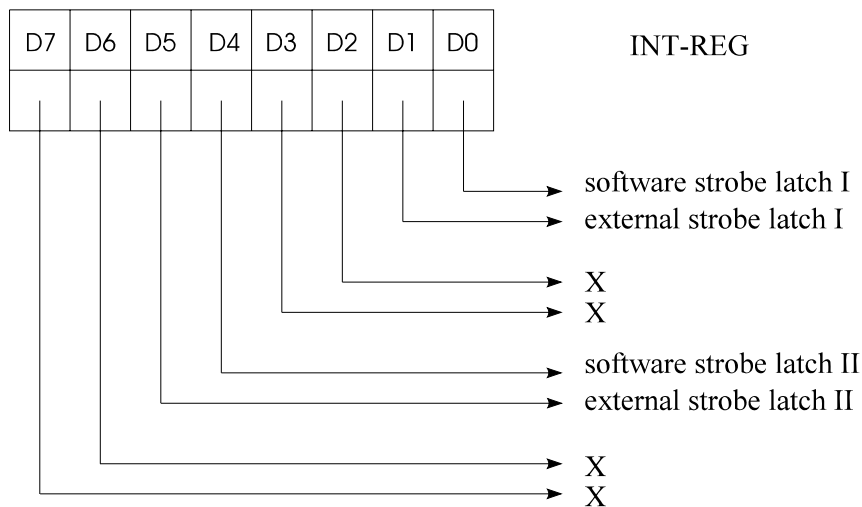 D7 D6 D5 D4 D3 D2 D1 D0 INT-REG
software strobe latch I
external strobe latch I
X
X
software strobe latch II
external strobe latch II
X
X